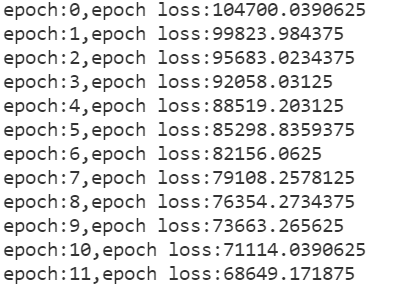 epoch:0,epoch loss:104700.0390625
epoch:1,epoch loss:99823.984375
epoch:2,epoch loss:95683.0234375
epoch:3,epoch loss:92058.03125
epoch:4,epoch loss:88519.203125
epoch:5,epoch loss:85298.8359375
epoch:6,epoch loss:82156.0625
epoch:7,epoch loss:79108.2578125
epoch:8,epoch loss:76354.2734375
epoch:9,epoch loss:73663.265625
epoch:10,epoch loss:71114.0390625
epoch:11,epoch loss:68649.171875